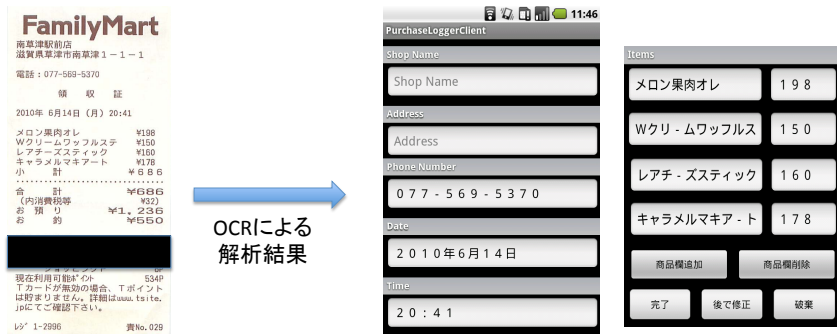 FamilyMart
南草津駅前店
滋賀県草津市南草津1-1-1
電話:077-569-5370
領 収 証
2010年 6月14日(月)20:41
メロン果肉オレ ¥198
Wクリームワッフルステ ¥150
レアチーズスティック ¥160
キャラメルマキアート ¥178
小 計 ¥686
合 計 ¥686
(内消費税等 ¥32)
お 預 り ¥1,236
お 釣 ¥550
現在利用可能ポイント 534P
Tカードが無効の場合、Tポイント
は貯まりません。詳細はwww.tsite.
jpにてご確認下さい。
レジ 1-2996 責No.029
OCRによる
解析結果
11:46
PurchaseLoggerClient
Shop Name
Shop Name
Address
Address
Phone Number
077-569-5370
Date
2010年6月14日
Time
20:41
Items
メロン果肉オレ 198
Wクリ-ムワッフルス 150
レアチ-ズスティック 160
キャラメルマキア-ト 178
商品欄追加 商品欄削除
完了 後で修正 破棄